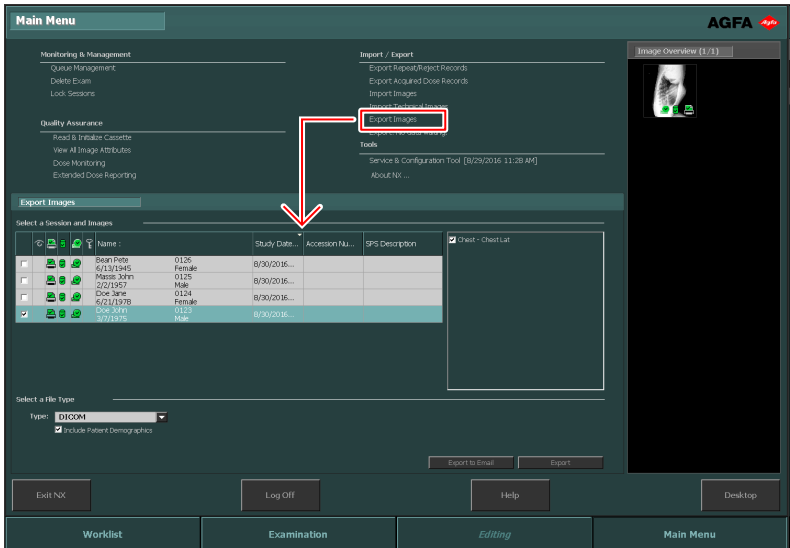 Main Menu
AGFA
Agfa
Monitoring & Management
Queue Management
Delete Exam
Lock Sessions
Quality Assurance
Read & Initialize Cassette
View All Image Attributes
Dose Monitoring
Extended Dose Reporting
Import / Export
Export Repeat/Reject Records
Export Acquired Dose Records
Import Images
Import Technical Images
Export Images
Tools
Service & Configuration Tool [8/29/2016 11:28 AM]
About NX ...
Image Overview (1/1)
Export Images
Select a Session and Images
Name : Study Date... Accession Nu... SPS Description
Bean Pete 0126
6/13/1945 Female 8/30/2016...
Massis John 0125
2/2/1957 Male 8/30/2016...
Doe Jane 0124
6/21/1978 Female 8/30/2016...
Doe John 0123
3/7/1975 Male 8/30/2016...
Chest - Chest Lat
Select a File Type
Type: DICOM
Include Patient Demographics
Export to Email Export
Exit NX Log Off Help Desktop
Worklist Examination Editing Main Menu